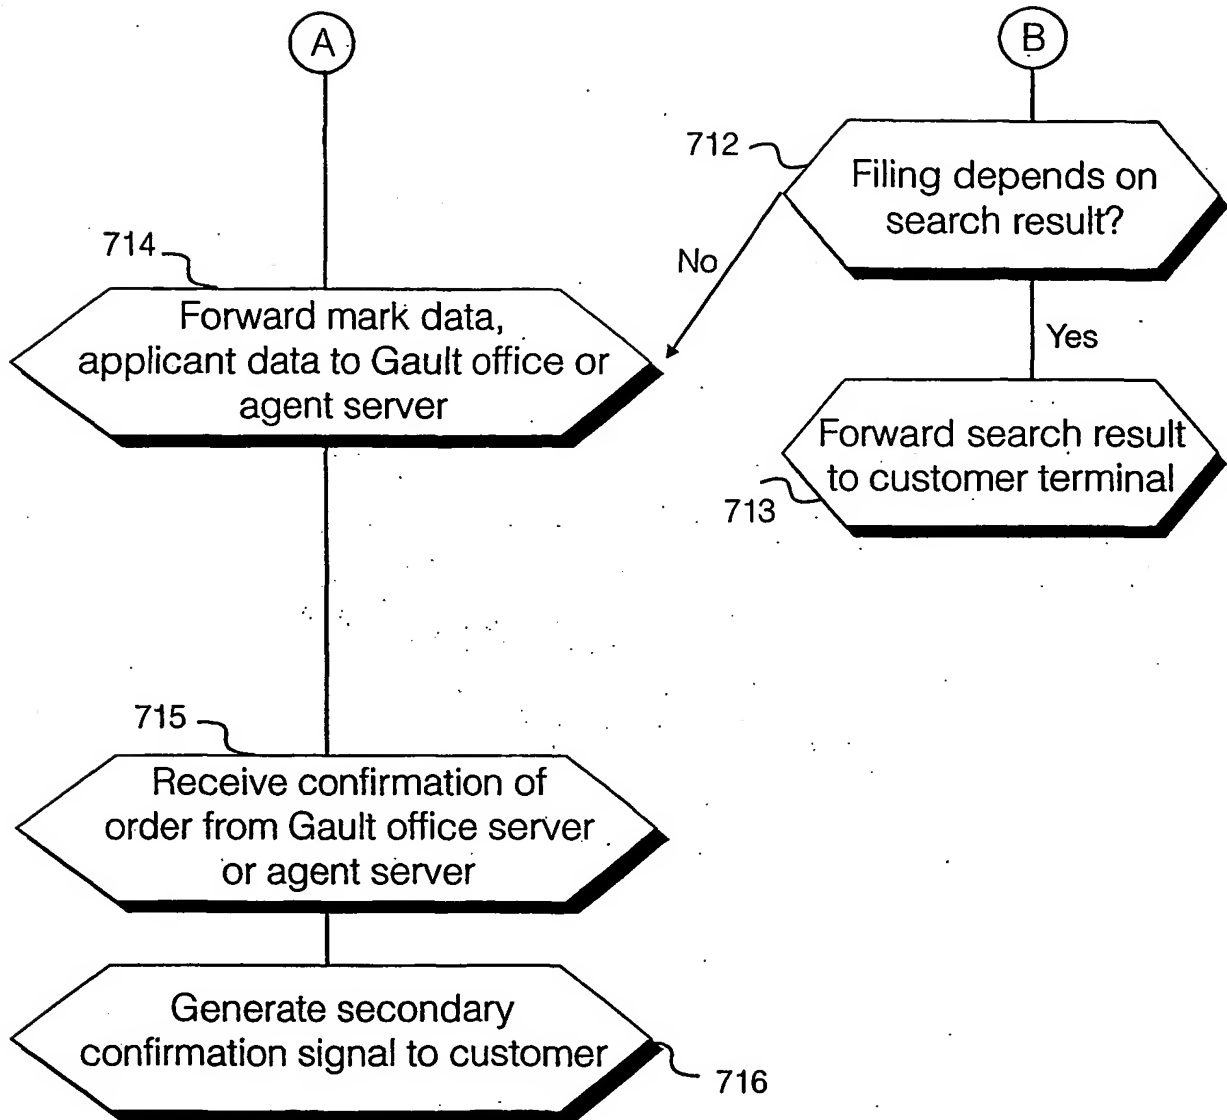 A
B
712
Filing depends on
search result?
714
No
Forward mark data,
applicant data to Gault office or
agent server
Yes
Forward search result
to customer terminal
713
715
Receive confirmation of
order from Gault office server
or agent server
Generate secondary
confirmation signal to customer
716